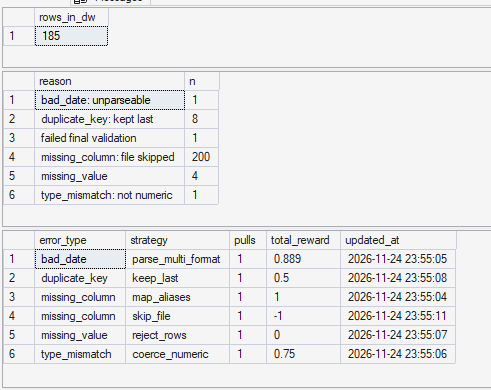 Messages
rows_in_dw
1 185
reason n
1 bad_date: unparseable 1
2 duplicate_key: kept last 8
3 failed final validation 1
4 missing_column: file skipped 200
5 missing_value 4
6 type_mismatch: not numeric 1
error_type strategy pulls total_reward updated_at
1 bad_date parse_multi_format 1 0.889 2026-11-24 23:55:05
2 duplicate_key keep_last 1 0.5 2026-11-24 23:55:08
3 missing_column map_aliases 1 1 2026-11-24 23:55:04
4 missing_column skip_file 1 -1 2026-11-24 23:55:11
5 missing_value reject_rows 1 0 2026-11-24 23:55:07
6 type_mismatch coerce_numeric 1 0.75 2026-11-24 23:55:06